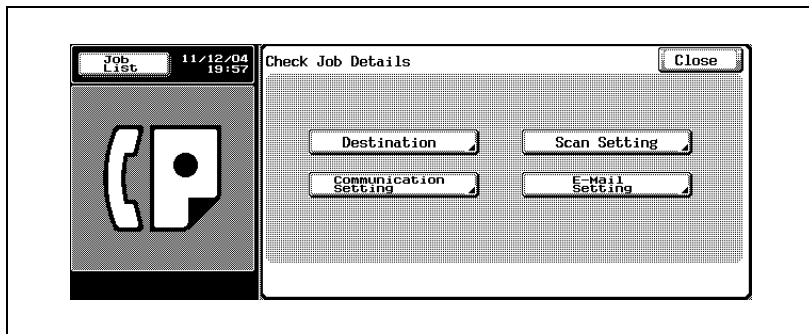 Job
List
11/12/04
19:57
Check Job Details
Close
Destination
Scan Setting
Communication
Setting
E-Mail
Setting